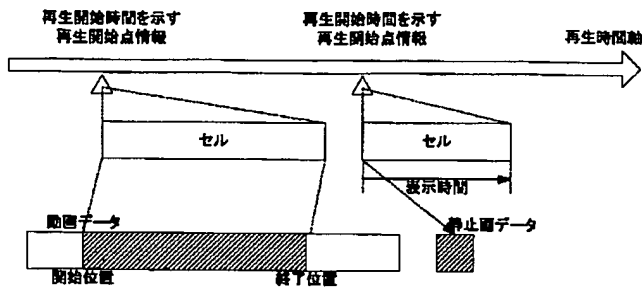 再生開始時間を示す
再生開始点情報
再生開始時間を示す
再生開始点情報
再生時間軸
セル
セル
表示時間
動画データ
静止画データ
開始位置
終了位置